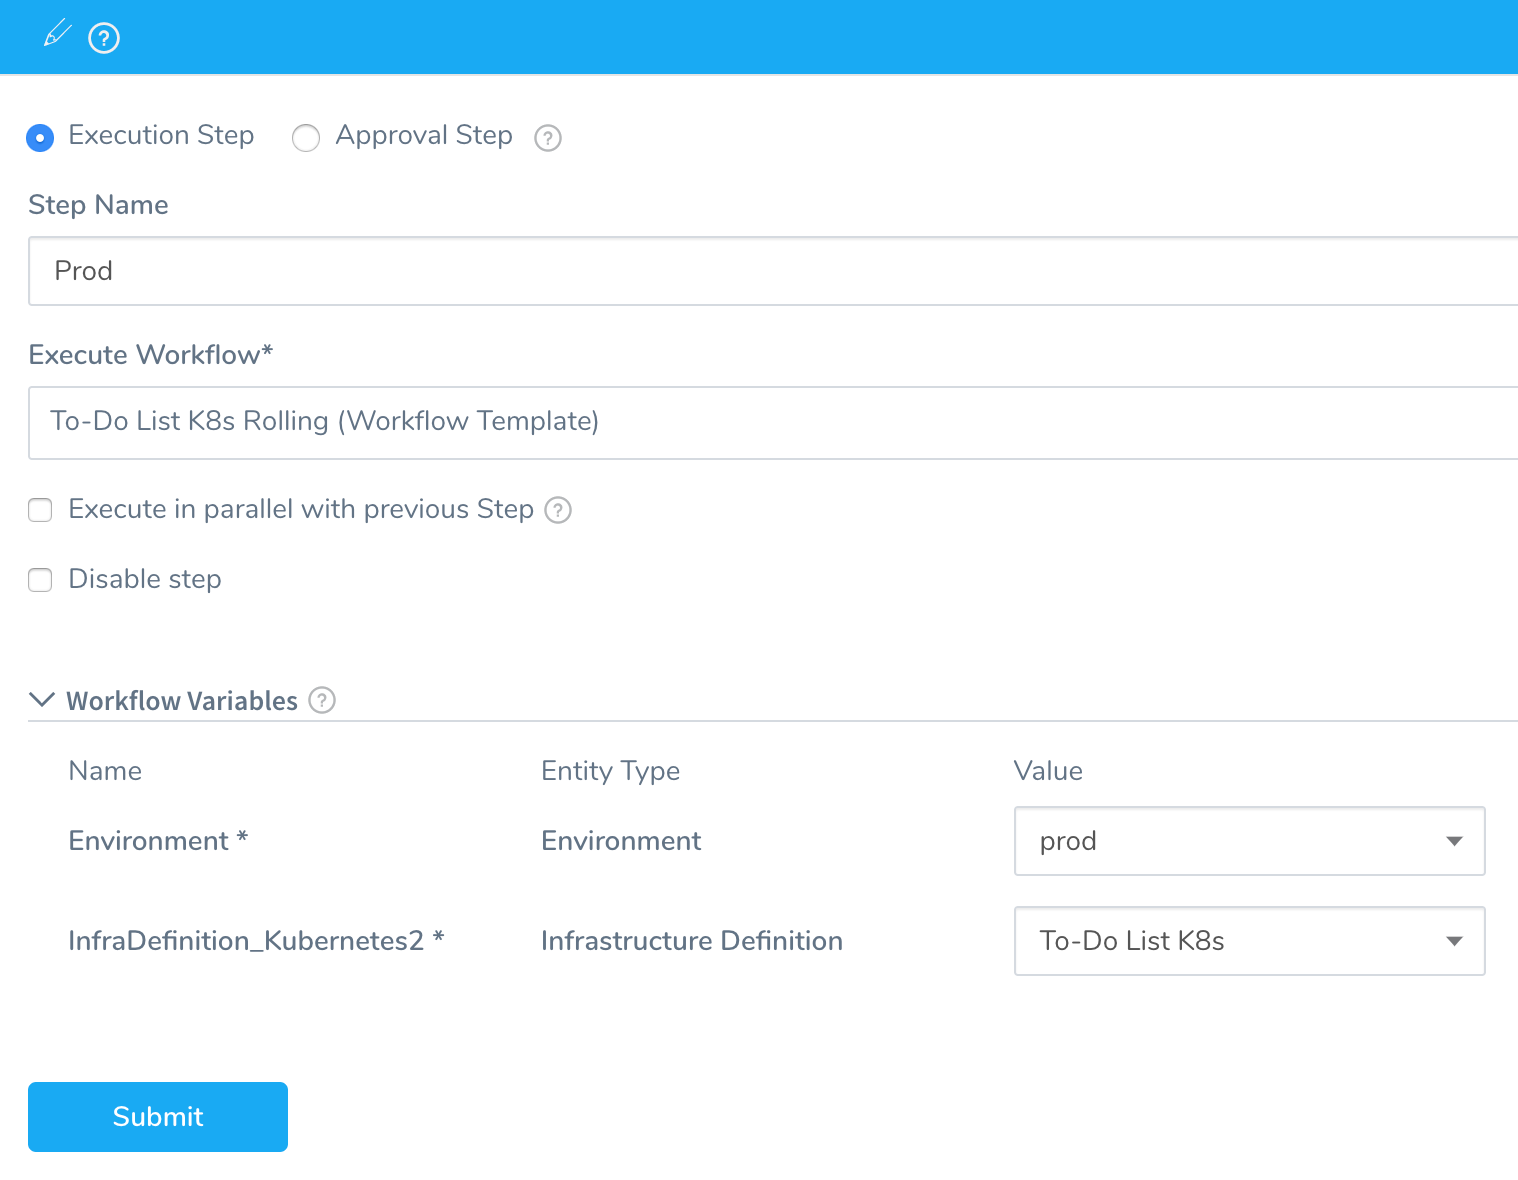 ?
Execution Step Approval Step ?
Step Name
Prod
Execute Workflow*
To-Do List K8s Rolling (Workflow Template)
Execute in parallel with previous Step ?
Disable step
Workflow Variables ?
Name Entity Type Value
Environment * Environment prod
InfraDefinition_Kubernetes2 * Infrastructure Definition To-Do List K8s
Submit